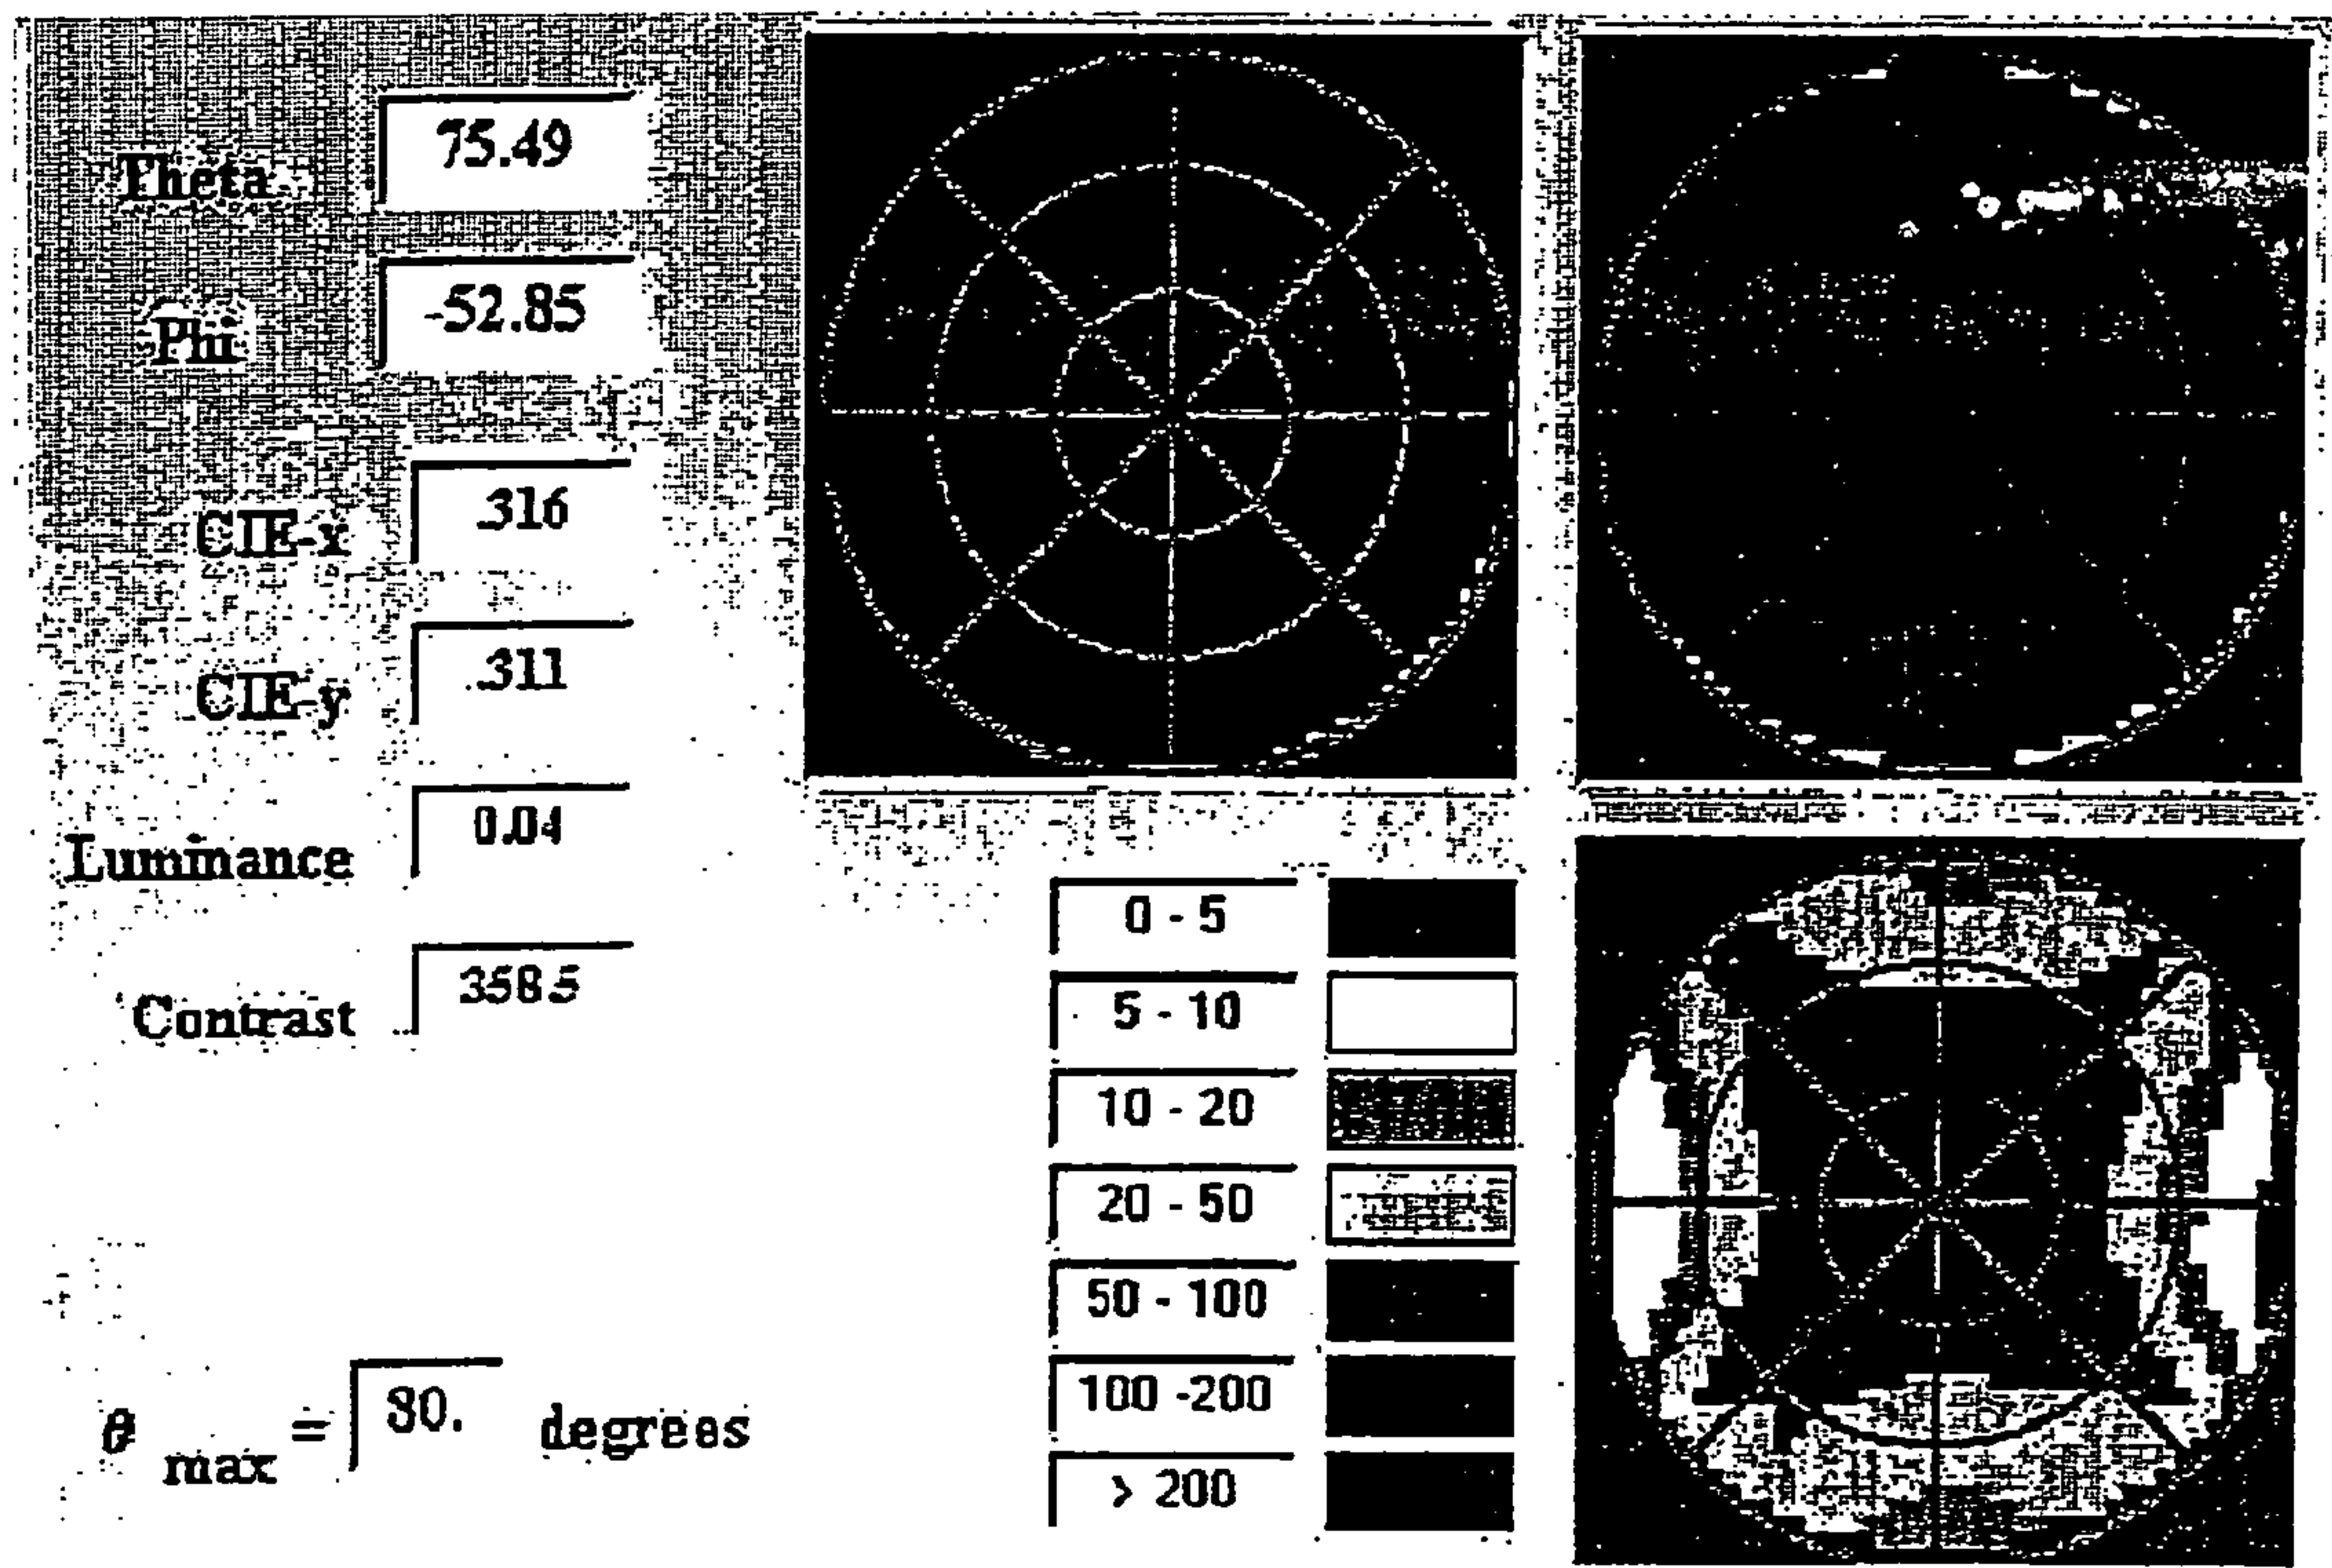 Theta 75.49
Phi -52.85
CIE-x .316
CIE-y .311
Luminance 0.04
Contrast 358.5
θ max = 80. degrees
0 - 5
5 - 10
10 - 20
20 - 50
50 - 100
100 -200
> 200